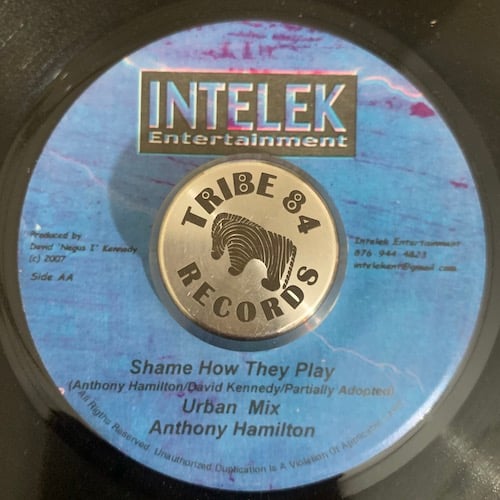 INTELEK
Entertainment
TRIBE 84
RECORDS
Produced by
David "Negus I" Kennedy
(c) 2007
Side AA
Intelek Entertainment
876 944 4823
intelekent@gmail.com
Shame How They Play
(Anthony Hamilton/David Kennedy/Partially Adopted)
Urban Mix
Anthony Hamilton
All Rigths Reserved. Unauthorized Duplication Is A Violation Of Applicable